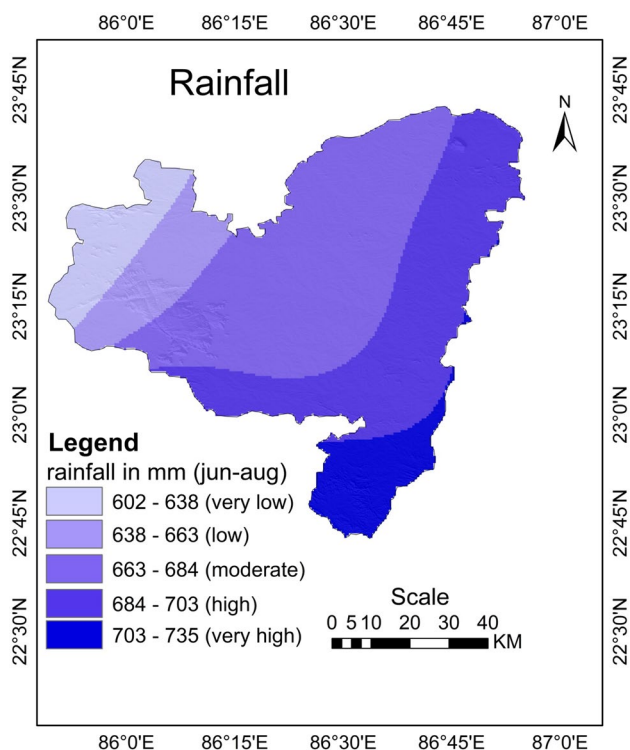 86°0'E 86°15'E 86°30'E 86°45'E 87°0'E
Rainfall
N
23°45'N 23°30'N 23°15'N 23°0'N 22°45'N 22°30'N
23°45'N 23°30'N 23°15'N 23°0'N 22°45'N 22°30'N
Legend
rainfall in mm (jun-aug)
602 - 638 (very low)
638 - 663 (low)
663 - 684 (moderate)
684 - 703 (high)
703 - 735 (very high)
Scale
0 5 10 20 30 40
KM
86°0'E 86°15'E 86°30'E 86°45'E 87°0'E